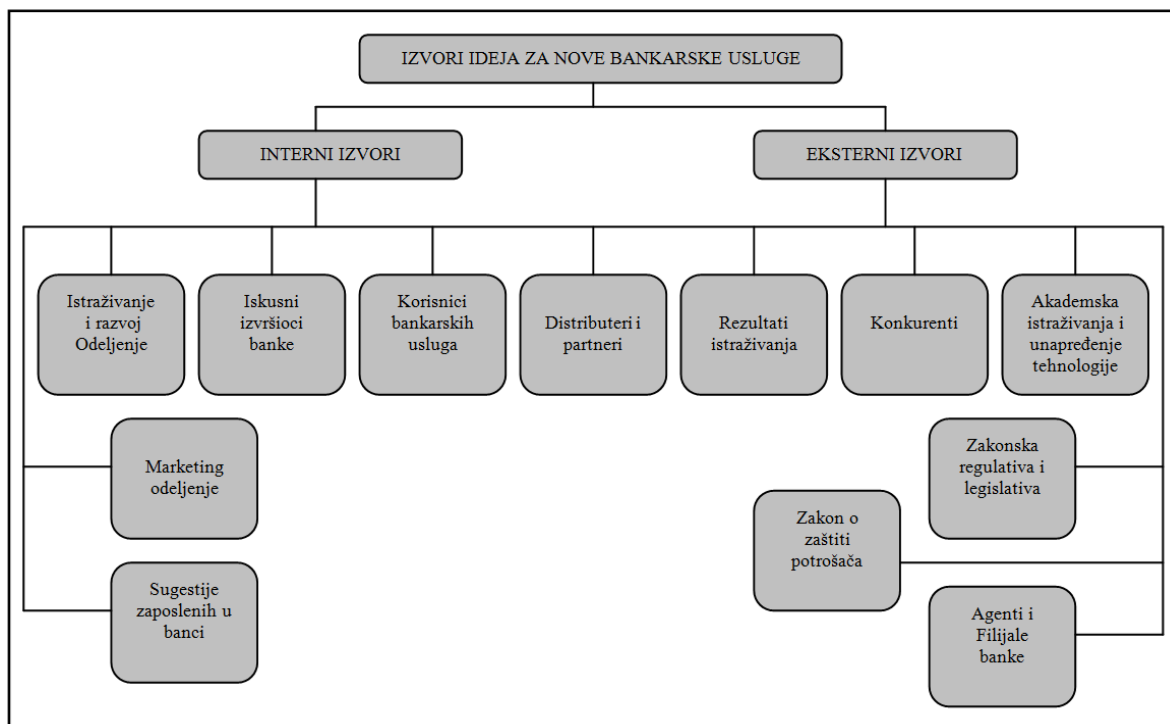 IZVORI IDEJA ZA NOVE BANKARSKE USLUGE
INTERNI IZVORI
EKSTERNI IZVORI
Istraživanje
i razvoj
Odeljenje
Iskusni
izvršioci
banke
Korisnici
bankarskih
usluga
Distributeri i
partneri
Rezultati
istraživanja
Konkurenti
Akademska
istraživanja i
unapređenje
tehnologije
Marketing
odeljenje
Zakonska
regulativa i
legislativa
Zakon o
zaštiti
potrošača
Sugestije
zaposlenih u
banci
Agenti i
Filijale
banke